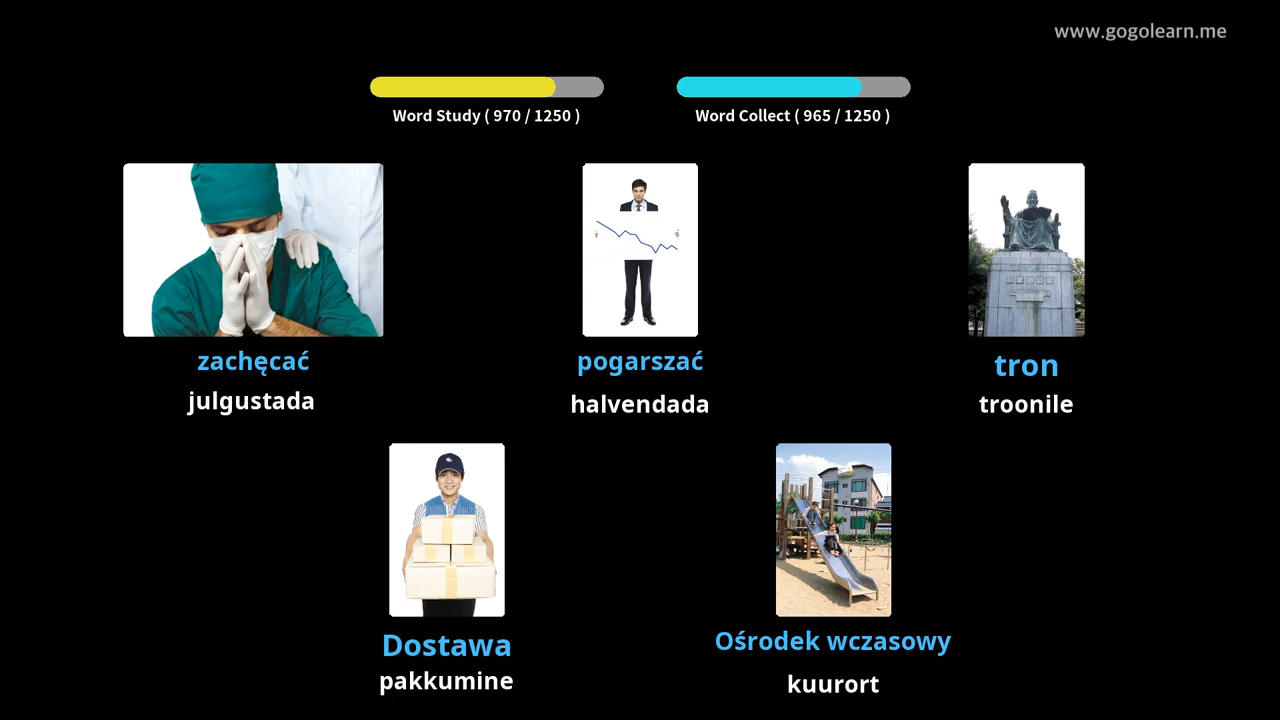 www.gogolearn.me
Word Study ( 970 / 1250 )
Word Collect ( 965 / 1250 )
zachęcać
julgustada
pogarszać
halvendada
tron
troonile
Dostawa
pakkumine
Ośrodek wczasowy
kuurort